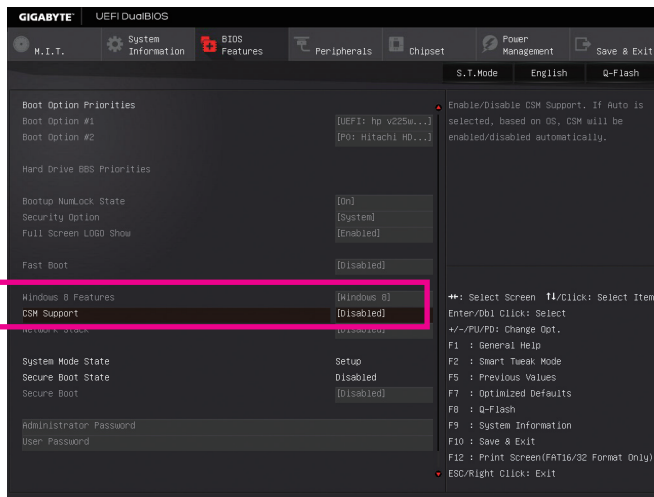 GIGABYTE™ UEFI DualBIOS
M.I.T. System Information BIOS Features Peripherals Chipset Power Management Save & Exit
S.T.Mode English Q-Flash
Boot Option Priorities
Boot Option #1 [UEFI: hp v225w...]
Boot Option #2 [P0: Hitachi HD...]
Hard Drive BBS Priorities
Bootup NumLock State [On]
Security Option [System]
Full Screen LOGO Show [Enabled]
Fast Boot [Disabled]
Windows 8 Features [Windows 8]
CSM Support [Disabled]
Network Stack [Disabled]
System Mode State Setup
Secure Boot State Disabled
Secure Boot [Disabled]
Administrator Password
User Password
Enable/Disable CSM Support. If Auto is
selected, based on OS, CSM will be
enabled/disabled automatically.
→←: Select Screen ↑↓/Click: Select Item
Enter/Dbl Click: Select
+/-/PU/PD: Change Opt.
F1 : General Help
F2 : Smart Tweak Mode
F5 : Previous Values
F7 : Optimized Defaults
F8 : Q-Flash
F9 : System Information
F10 : Save & Exit
F12 : Print Screen(FAT16/32 Format Only)
ESC/Right Click: Exit